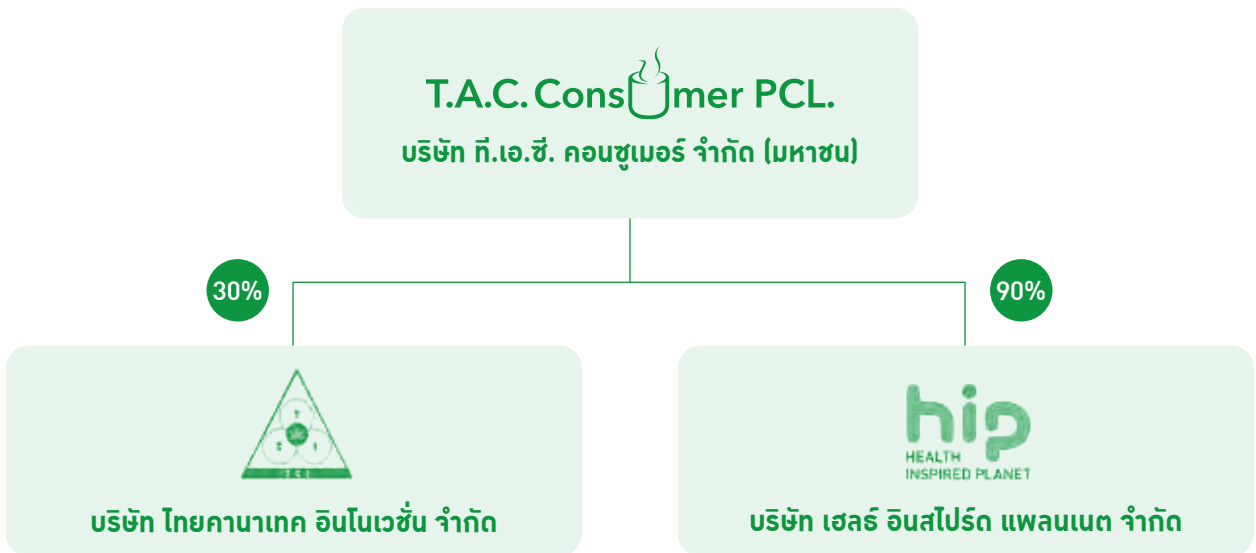 T.A.C. Consumer PCL.
บริษัท ที.เอ.ซี. คอนซูเมอร์ จำกัด (มหาชน)
30%
90%
hip
HEALTH
INSPIRED PLANET
บริษัท ไทยคานาเทค อินโนเวชั่น จำกัด
บริษัท เฮลธ์ อินสไปร์ด แพลนเนต จำกัด